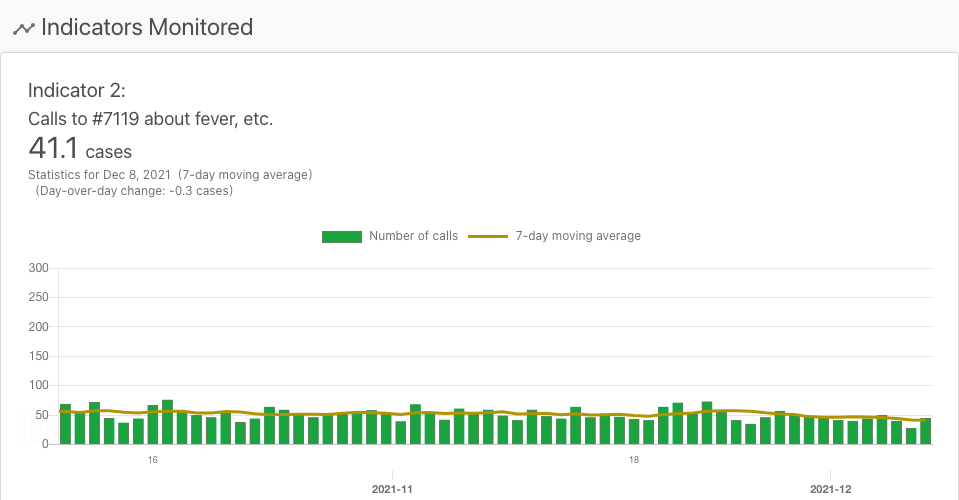 Indicators Monitored
Indicator 2:
Calls to #7119 about fever, etc.
41.1 cases
Statistics for Dec 8, 2021 (7-day moving average)
(Day-over-day change: -0.3 cases)
Number of calls 7-day moving average
300
250
200
150
100
50
0
16 18
2021-11 2021-12